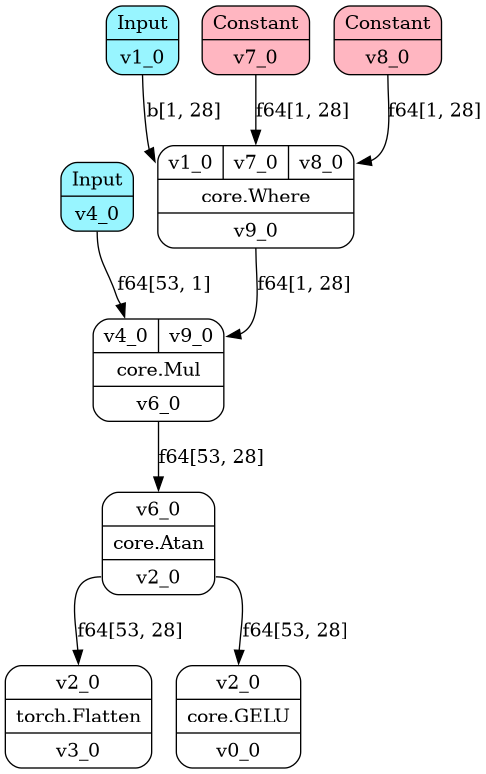 Input
v1_0
Constant
v7_0
Constant
v8_0
b[1, 28]
f64[1, 28]
f64[1, 28]
Input
v4_0
v1_0 v7_0 v8_0
core.Where
v9_0
f64[53, 1]
f64[1, 28]
v4_0 v9_0
core.Mul
v6_0
f64[53, 28]
v6_0
core.Atan
v2_0
f64[53, 28]
f64[53, 28]
v2_0
torch.Flatten
v3_0
v2_0
core.GELU
v0_0